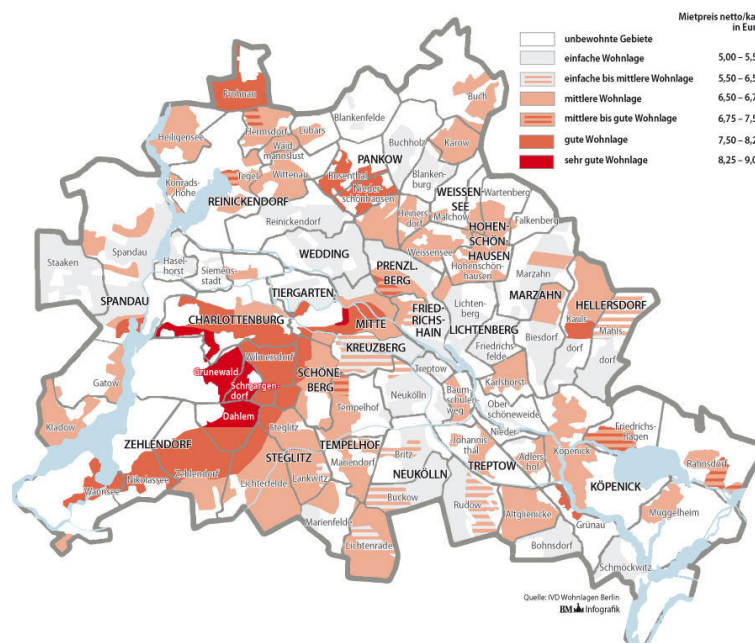 Mietpreis netto/ka
in Eur
unbewohnte Gebiete
einfache Wohnlage 5,00 – 5,5
einfache bis mittlere Wohnlage 5,50 – 6,5
mittlere Wohnlage 6,50 – 6,7
mittlere bis gute Wohnlage 6,75 – 7,5
gute Wohnlage 7,50 – 8,2
sehr gute Wohnlage 8,25 – 9,0
Frohnau
Hermsdorf
Lübars
Heiligensee
Waid
mannslust
Konrads-
höhe
Tegel
Wittenau
REINICKENDORF
Reinickendorf
Blankenfelde
Buch
Buchholz
Karow
PANKOW
Rosenthal
Nieder-
schönhausen
Blanken-
burg
WEISSEN
SEE
Malchow
Wartenberg
Falkenberg
Heiners-
dorf
Weissensee
HOHEN-
SCHÖN-
HAUSEN
Hohenschön-
hausen
Staaken
Spandau
SPANDAU
Hasel-
horst
Siemens-
stadt
WEDDING
TIERGARTEN
PRENZL.
BERG
Marzahn
MARZAHN
HELLERSDORF
Kauls
dorf
Mahls
dorf
Biesdorf
CHARLOTTENBURG
MITTE
FRIED-
RICHS-
HAIN
Lichten-
berg
LICHTENBERG
Friedrichs-
felde
Karlshorst
KREUZBERG
Wilmersdorf
SCHÖNE-
BERG
Grunewald
Schmargen-
dorf
Dahlem
Gatow
Kladow
Treptow
Neukölln
Baum-
schulen-
weg
Ober-
schöneweide
Nieder
Tempelhof
TEMPELHOF
Mariendorf
Steglitz
STEGLITZ
Lankwitz
Lichterfelde
ZEHLENDORF
Zehlendorf
Nikolassee
Wannsee
Britz
NEUKÖLLN
Buckow
Rudow
Marienfelde
Lichtenrade
Johannis
thal
TREPTOW
Adlers
hof
Altglienicke
Bohnsdorf
Grünau
Köpenick
KÖPENICK
Friedrichs-
hagen
Rahnsdorf
Müggelheim
Schmöckwitz
Quelle: IVD Wohnlagen Berlin
BM Infografik